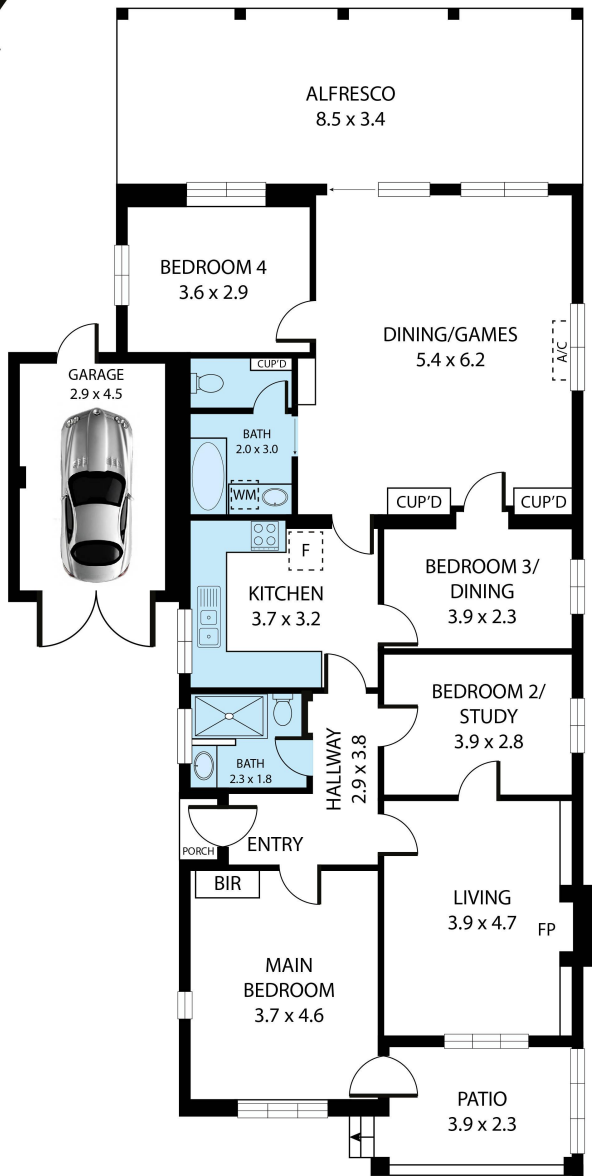 ALFRESCO
8.5 x 3.4
BEDROOM 4
3.6 x 2.9
DINING/GAMES
5.4 x 6.2
A/C
GARAGE
2.9 x 4.5
CUP'D
BATH
2.0 x 3.0
WM
CUP'D
CUP'D
F
KITCHEN
3.7 x 3.2
BEDROOM 3/
DINING
3.9 x 2.3
BEDROOM 2/
STUDY
3.9 x 2.8
BATH
2.3 x 1.8
HALLWAY
2.9 x 3.8
PORCH
ENTRY
BIR
LIVING
3.9 x 4.7
FP
MAIN
BEDROOM
3.7 x 4.6
PATIO
3.9 x 2.3